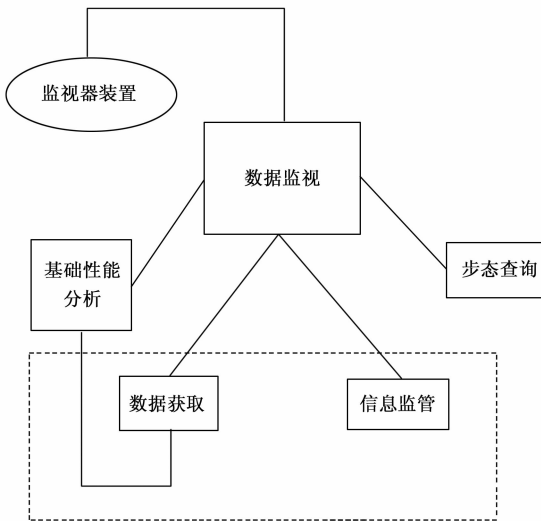 监视器装置
数据监视
基础性能
分析
步态查询
数据获取
信息监管